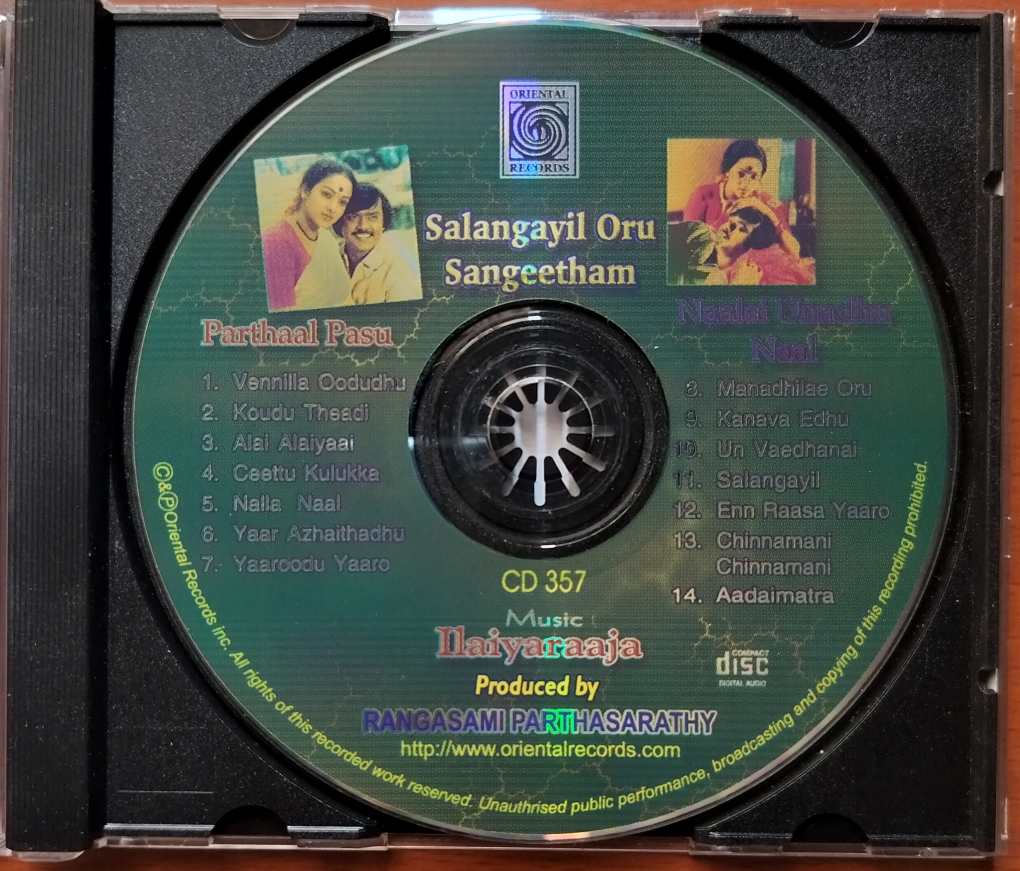 ORIENTAL
RECORDS
Salangayil Oru
Sangeetham
Parthaal Pasu
1. Vennilla Oodudhu
2. Koudu Theadi
3. Alai Alaiyaai
4. Ceettu Kulukka
5. Nalla Naal
6. Yaar Azhaithadhu
7. Yaaroodu Yaaro
Naalai Unadhu
Naal
8. Manadhilae Oru
9. Kanava Edhu
10. Un Vaedhanai
11. Salangayil
12. Enn Raasa Yaaro
13. Chinnamani
Chinnamani
14. Aadaimatra
CD 357
Music :
Ilaiyaraaja
COMPACT
disc
DIGITAL AUDIO
Produced by
RANGASAMI PARTHASARATHY
http://www.orientalrecords.com
©&℗Oriental Records inc. All rights of this recorded work reserved. Unauthrised public performance, broadcasting and copying of this recording prohibited.